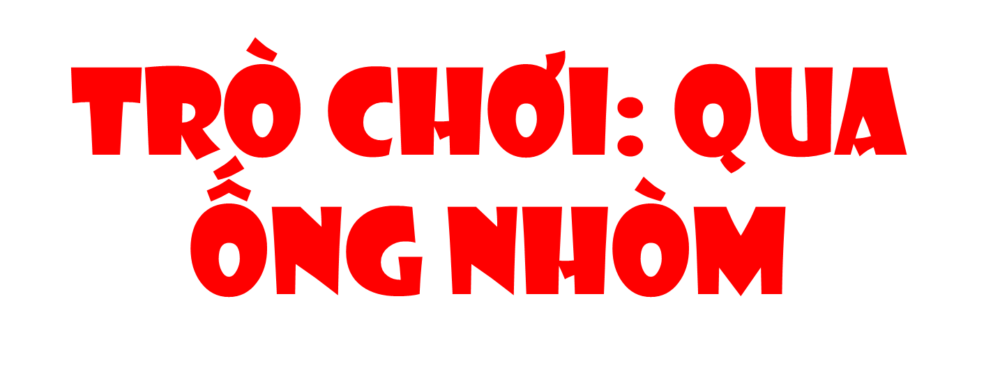 TRÒ CHƠI: QUA
ỐNG NHÒM